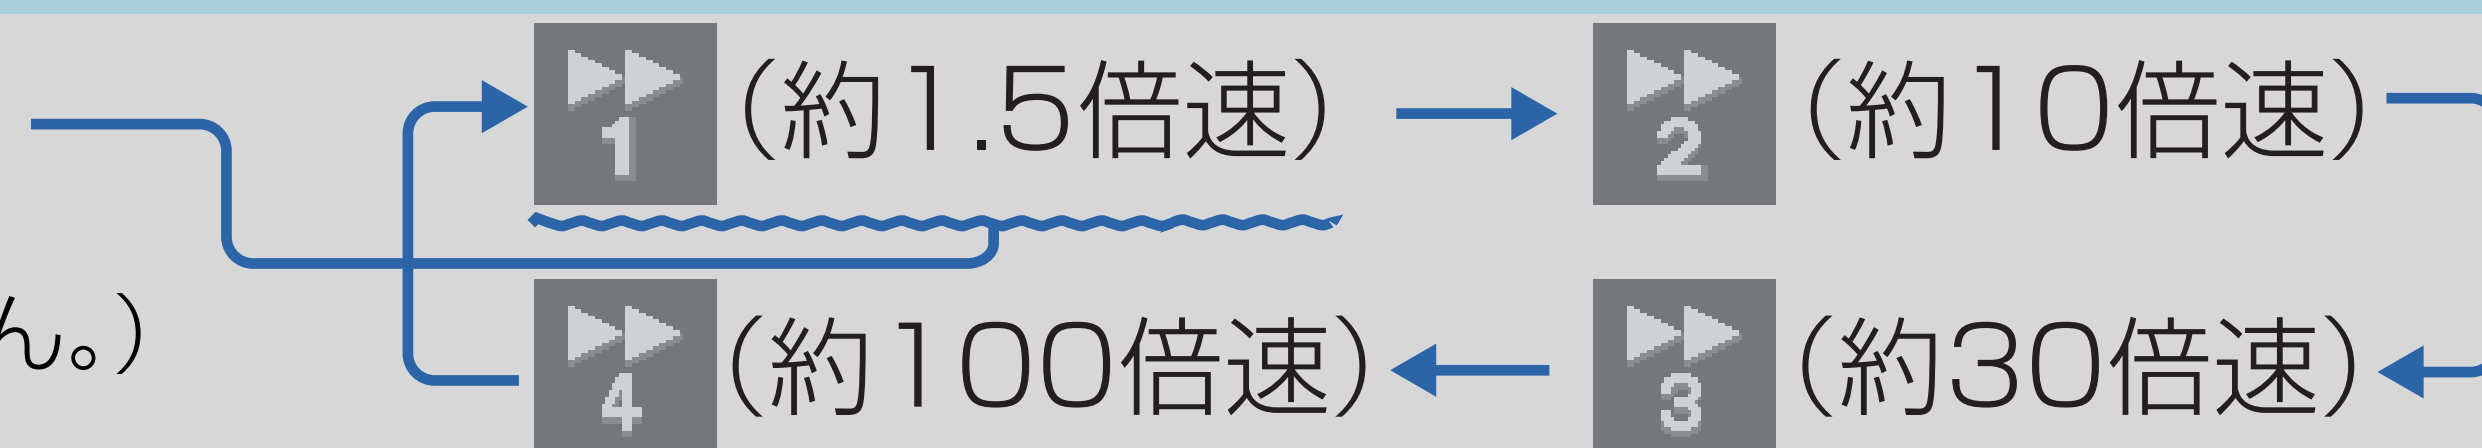 1 （約1.5倍速） 2 （約10倍速）
ん。）
4 （約100倍速） 3 （約30倍速）